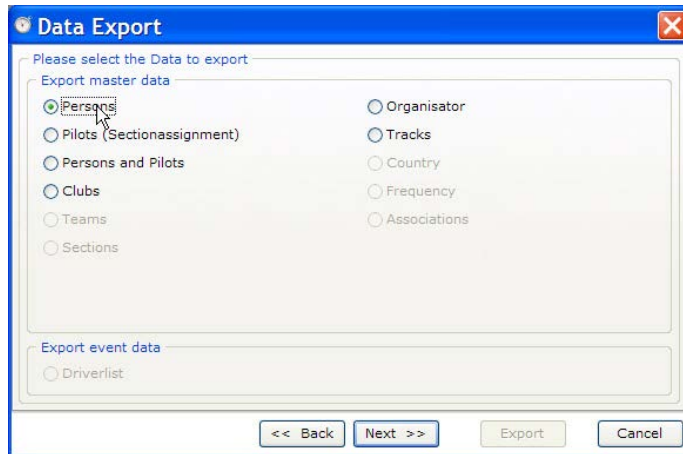 Data Export
Please select the Data to export
Export master data
Persons
Organisator
Pilots (Sectionassignment)
Tracks
Persons and Pilots
Country
Clubs
Frequency
Teams
Associations
Sections
Export event data
Driverlist
<< Back
Next >>
Export
Cancel